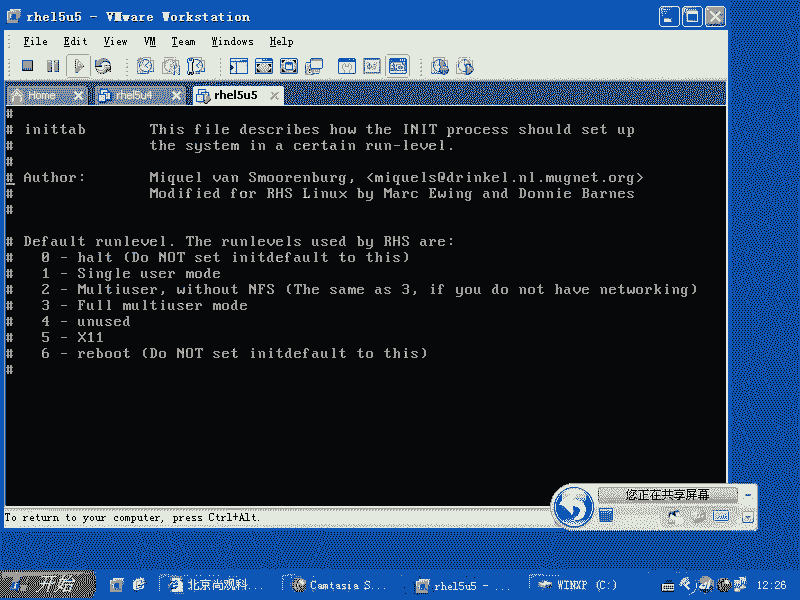 rhel5u5 - VMware Workstation
File Edit View VM Team Windows Help
Home rhel5u4 rhel5u5
#
# inittab This file describes how the INIT process should set up
# the system in a certain run-level.
#
# Author: Miquel van Smoorenburg, <miquels@drinkel.nl.mugnet.org>
# Modified for RHS Linux by Marc Ewing and Donnie Barnes
#
# Default runlevel. The runlevels used by RHS are:
# 0 - halt (Do NOT set initdefault to this)
# 1 - Single user mode
# 2 - Multiuser, without NFS (The same as 3, if you do not have networking)
# 3 - Full multiuser mode
# 4 - unused
# 5 - X11
# 6 - reboot (Do NOT set initdefault to this)
#
您正在共享屏幕
To return to your computer, press Ctrl+Alt.
开始 北京尚观科... Camtasia S... rhel5u5 - ... WINXP (C:) 12:26